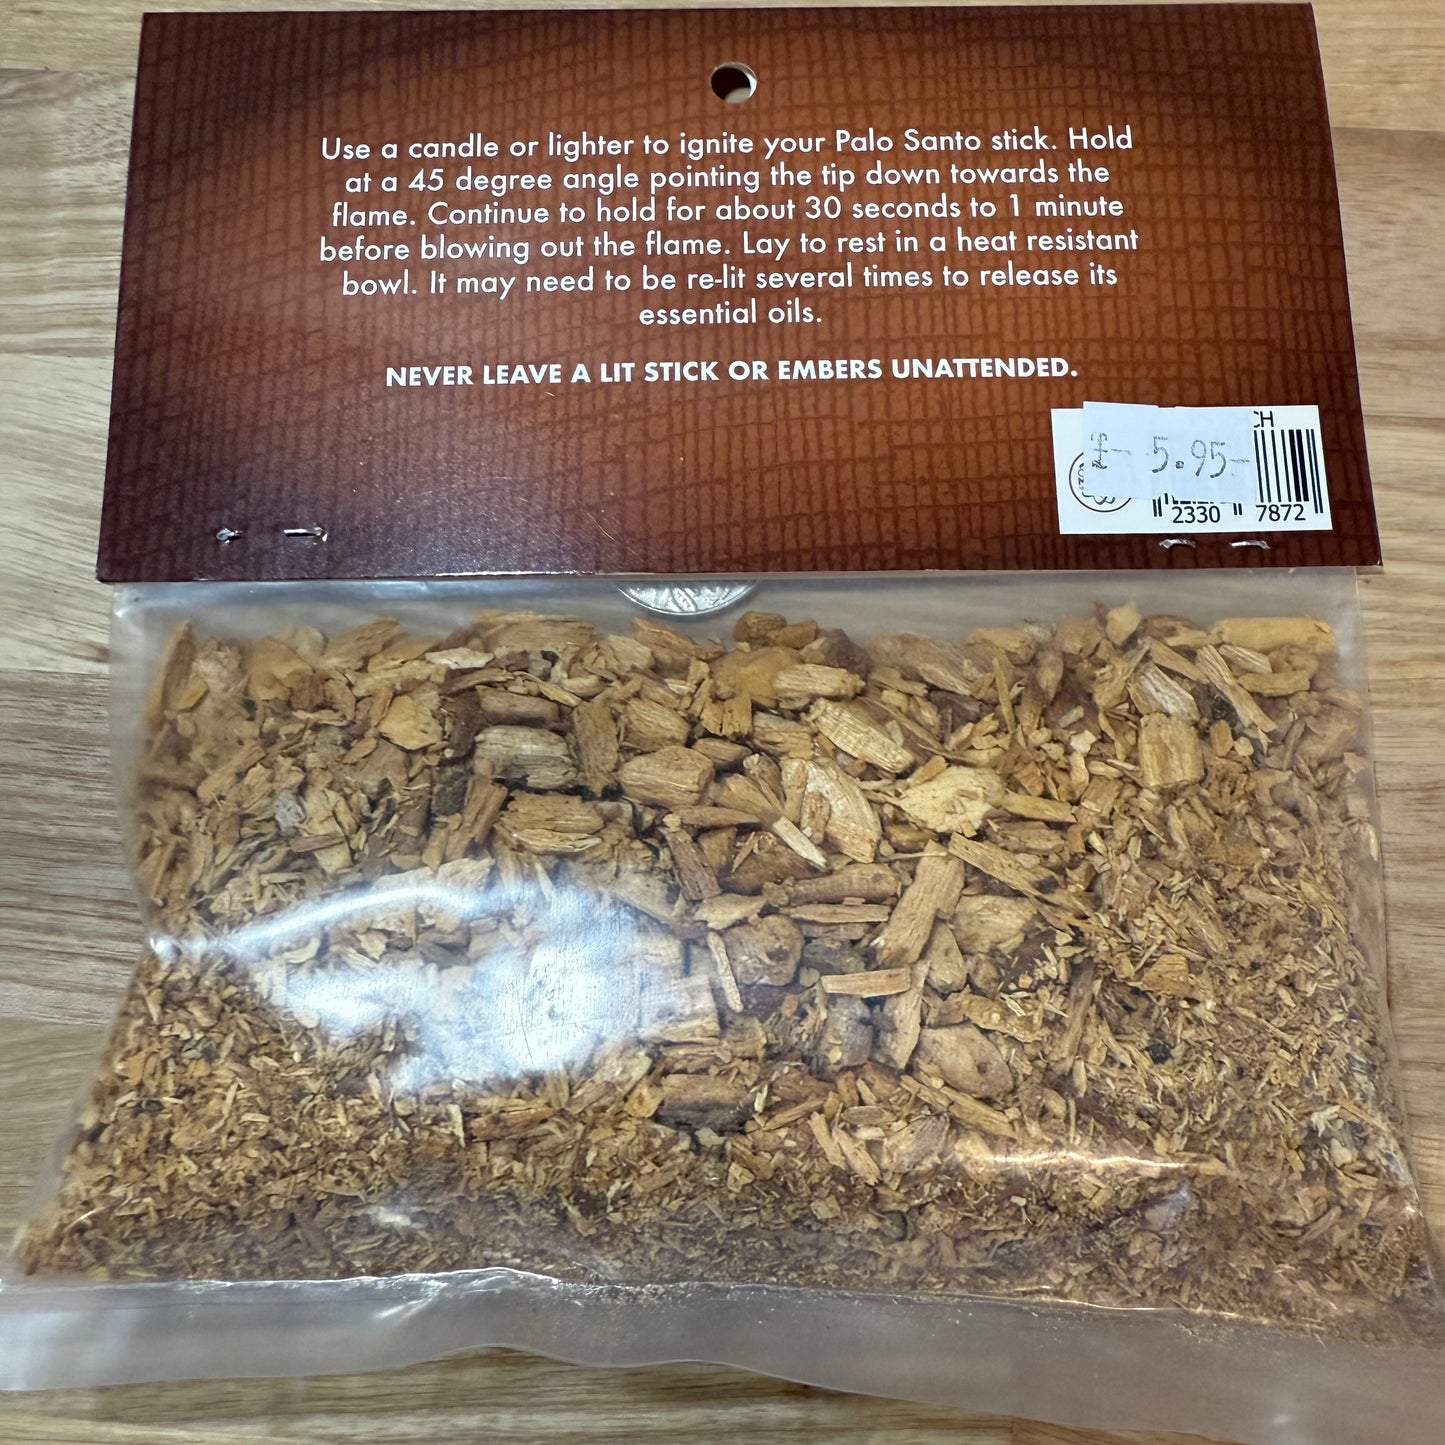 Use a candle or lighter to ignite your Palo Santo stick. Hold
at a 45 degree angle pointing the tip down towards the
flame. Continue to hold for about 30 seconds to 1 minute
before blowing out the flame. Lay to rest in a heat resistant
bowl. It may need to be re-lit several times to release its
essential oils.
NEVER LEAVE A LIT STICK OR EMBERS UNATTENDED.
CH
£- 5.95-
2330 7872